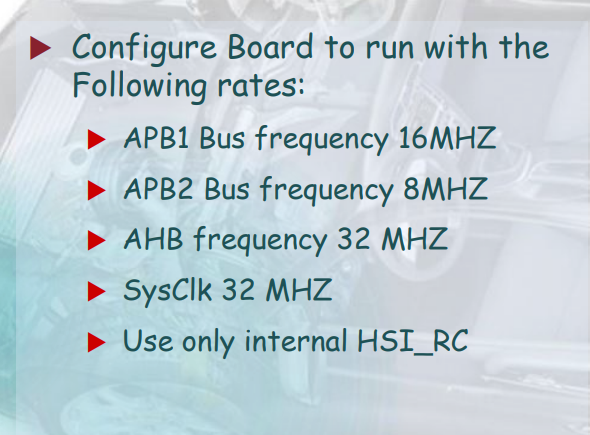 Configure Board to run with the
Following rates:
APB1 Bus frequency 16MHZ
APB2 Bus frequency 8MHZ
AHB frequency 32 MHZ
SysClk 32 MHZ
Use only internal HSI_RC